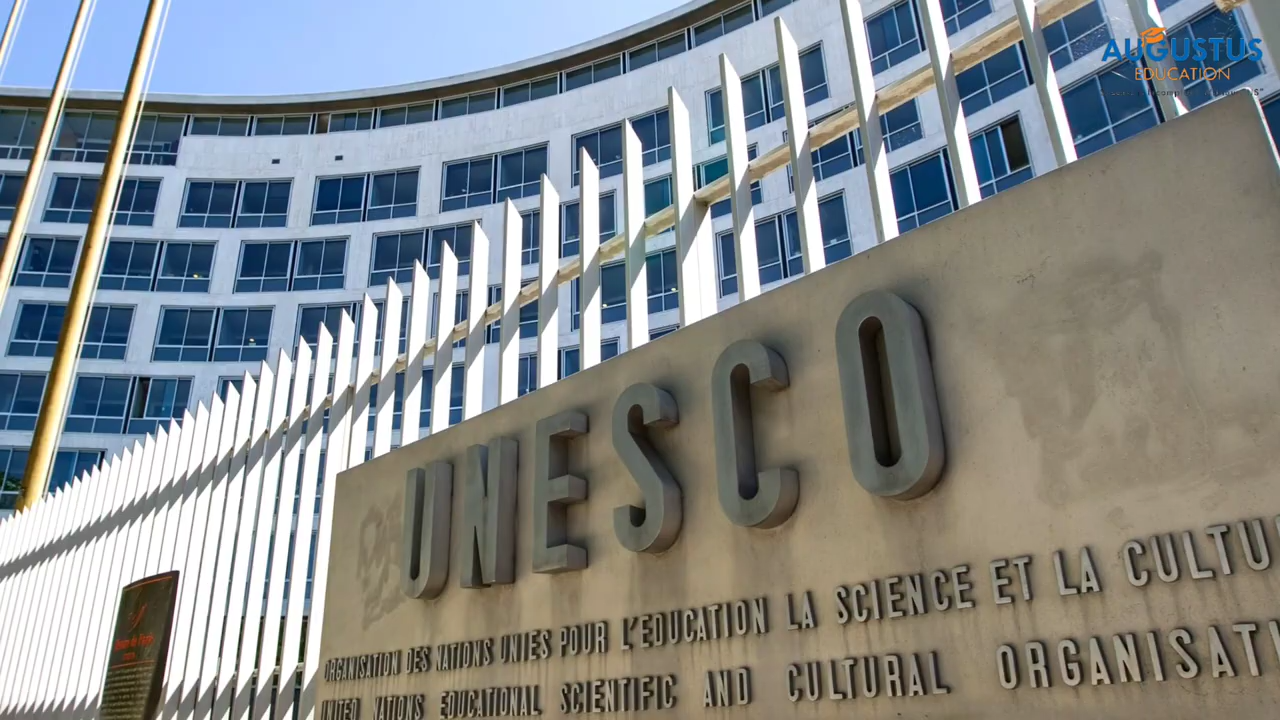 AUGUSTUS
EDUCATION
UNESCO
ORGANISATION DES NATIONS UNIES POUR L'EDUCATION LA SCIENCE ET LA CULTU
UNITED NATIONS EDUCATIONAL SCIENTIFIC AND CULTURAL ORGANISATI